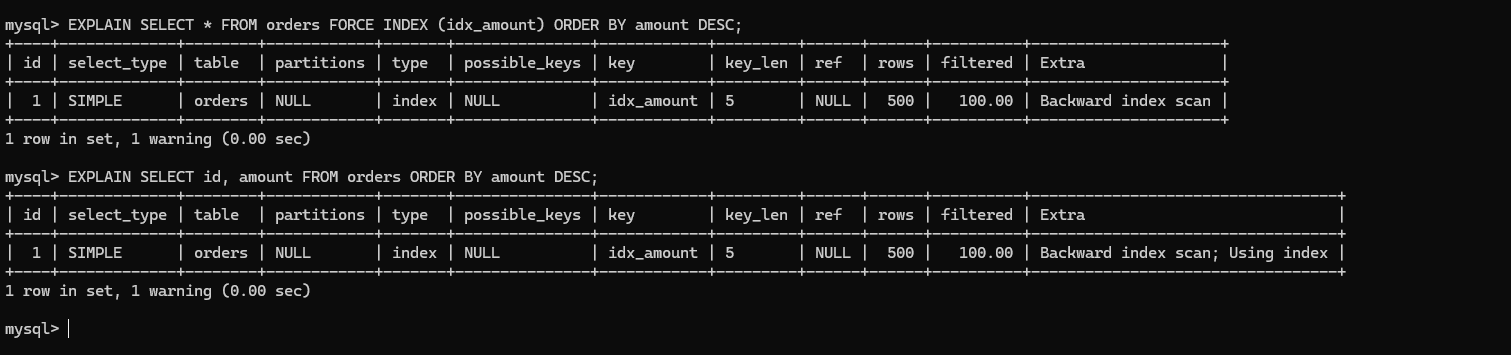 mysql> EXPLAIN SELECT * FROM orders FORCE INDEX (idx_amount) ORDER BY amount DESC;
+----+-------------+--------+------------+-------+---------------+------------+---------+------+------+----------+---------------------+
| id | select_type | table  | partitions | type  | possible_keys | key        | key_len | ref  | rows | filtered | Extra               |
+----+-------------+--------+------------+-------+---------------+------------+---------+------+------+----------+---------------------+
|  1 | SIMPLE      | orders | NULL       | index | NULL          | idx_amount | 5       | NULL |  500 |   100.00 | Backward index scan |
+----+-------------+--------+------------+-------+---------------+------------+---------+------+------+----------+---------------------+
1 row in set, 1 warning (0.00 sec)
mysql> EXPLAIN SELECT id, amount FROM orders ORDER BY amount DESC;
+----+-------------+--------+------------+-------+---------------+------------+---------+------+------+----------+----------------------------------+
| id | select_type | table  | partitions | type  | possible_keys | key        | key_len | ref  | rows | filtered | Extra                            |
+----+-------------+--------+------------+-------+---------------+------------+---------+------+------+----------+----------------------------------+
|  1 | SIMPLE      | orders | NULL       | index | NULL          | idx_amount | 5       | NULL |  500 |   100.00 | Backward index scan; Using index |
+----+-------------+--------+------------+-------+---------------+------------+---------+------+------+----------+----------------------------------+
1 row in set, 1 warning (0.00 sec)
mysql>